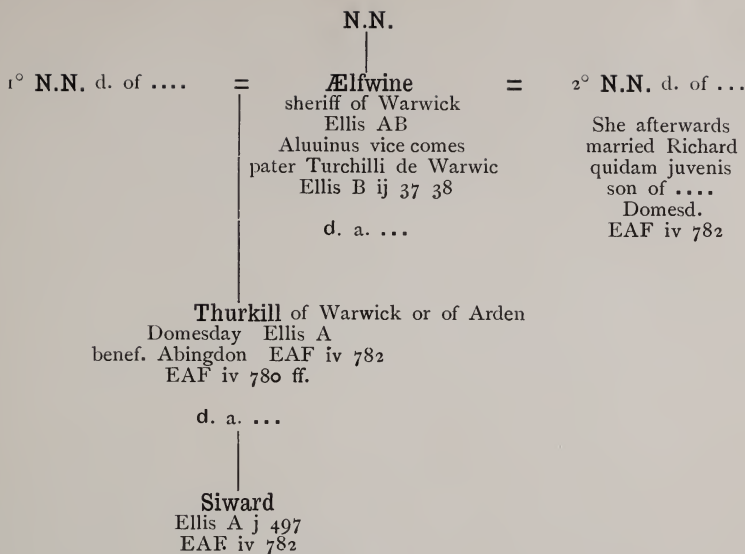 N.N.
1° N.N. d. of .... = Ælfwine = 2° N.N. d. of ...
sheriff of Warwick
Ellis AB
Aluuinus vice comes
pater Turchilli de Warwic
Ellis B ij 37 38
d. a. ...
She afterwards
married Richard
quidam juvenis
son of ....
Domesd.
EAF iv 782
Thurkill of Warwick or of Arden
Domesday Ellis A
benef. Abingdon EAF iv 782
EAF iv 780 ff.
d. a. ...
Siward
Ellis A j 497
EAF iv 782